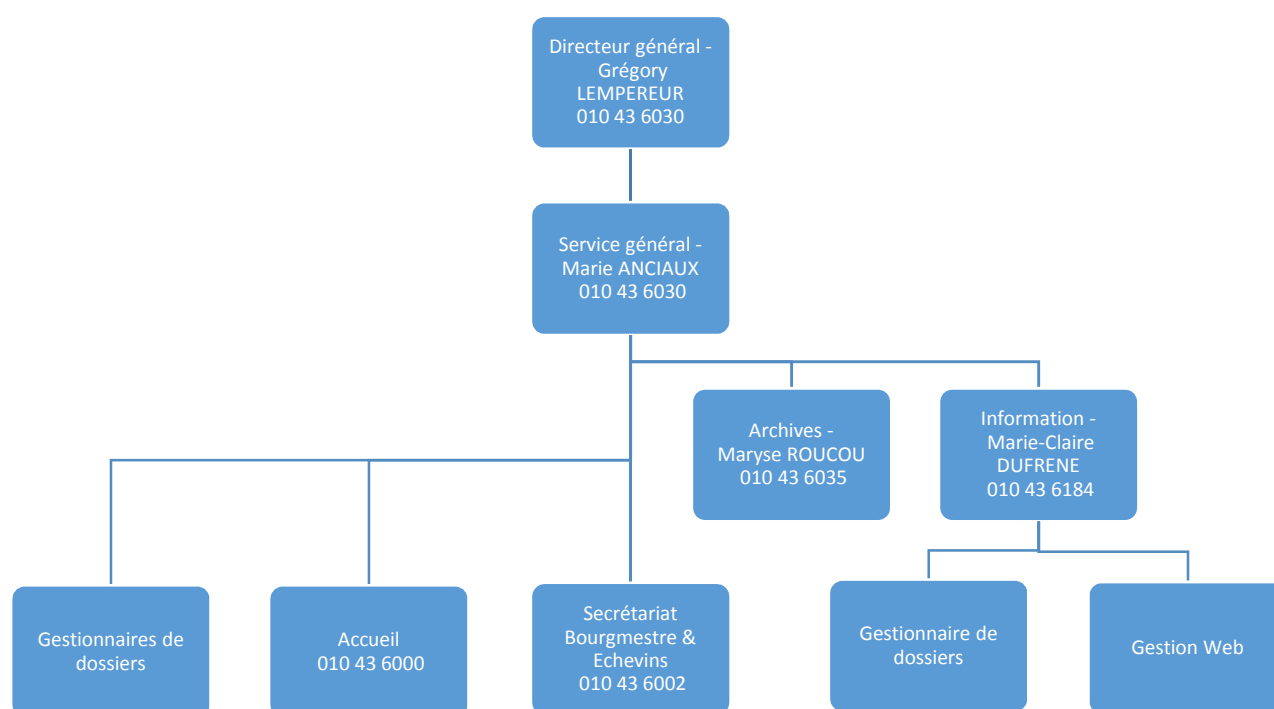 Directeur général -
Grégory
LEMPEREUR
010 43 6030
Service général -
Marie ANCIAUX
010 43 6030
Archives -
Maryse ROUCOU
010 43 6035
Information -
Marie-Claire
DUFRENE
010 43 6184
Gestionnaires de
dossiers
Accueil
010 43 6000
Secrétariat
Bourgmestre &
Echevins
010 43 6002
Gestionnaire de
dossiers
Gestion Web